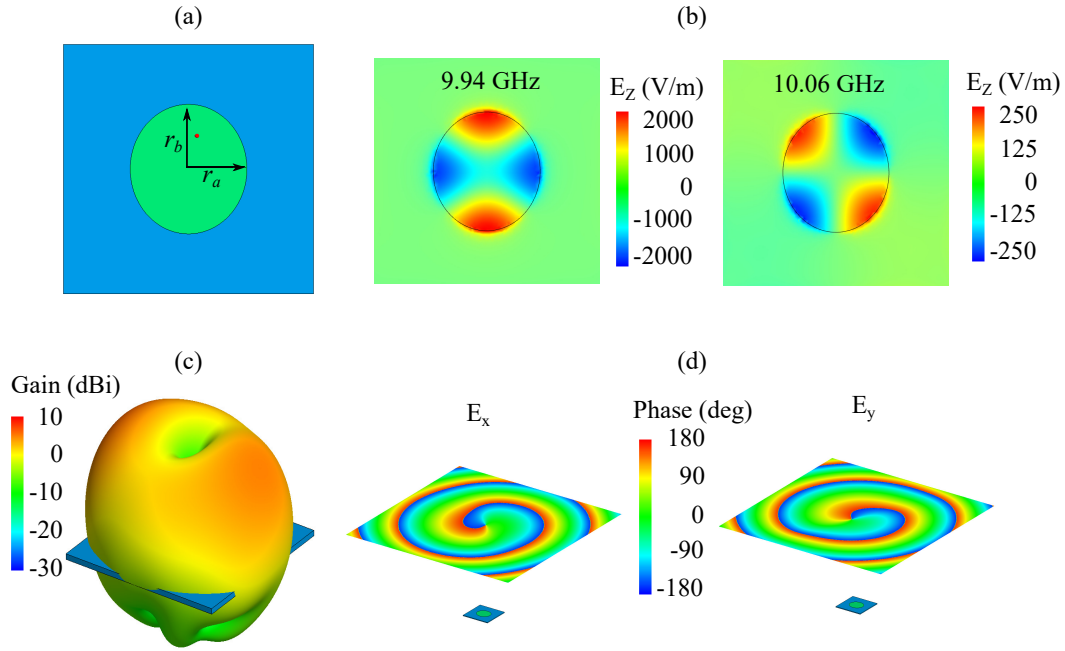 (a)
r_b
r_a
(b)
9.94 GHz
E_Z (V/m)
2000
1000
0
-1000
-2000
10.06 GHz
E_Z (V/m)
250
125
0
-125
-250
(c)
Gain (dBi)
10
0
-10
-20
-30
(d)
E_x
Phase (deg)
180
90
0
-90
-180
E_y